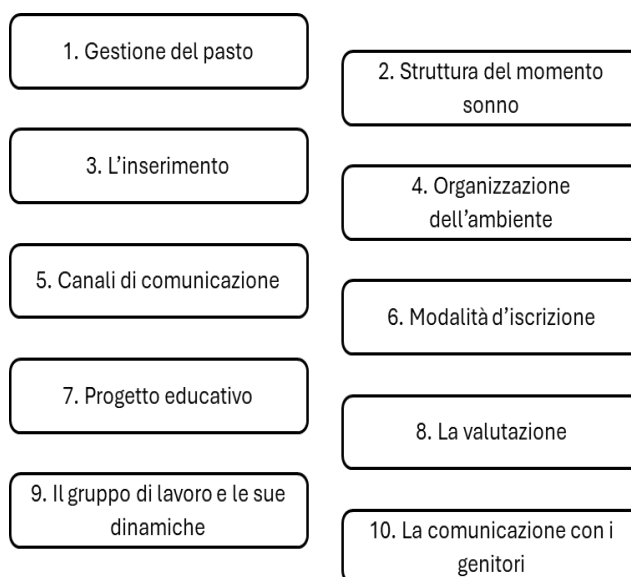 1. Gestione del pasto
2. Struttura del momento
sonno
3. L’inserimento
4. Organizzazione
dell’ambiente
5. Canali di comunicazione
6. Modalità d’iscrizione
7. Progetto educativo
8. La valutazione
9. Il gruppo di lavoro e le sue
dinamiche
10. La comunicazione con i
genitori